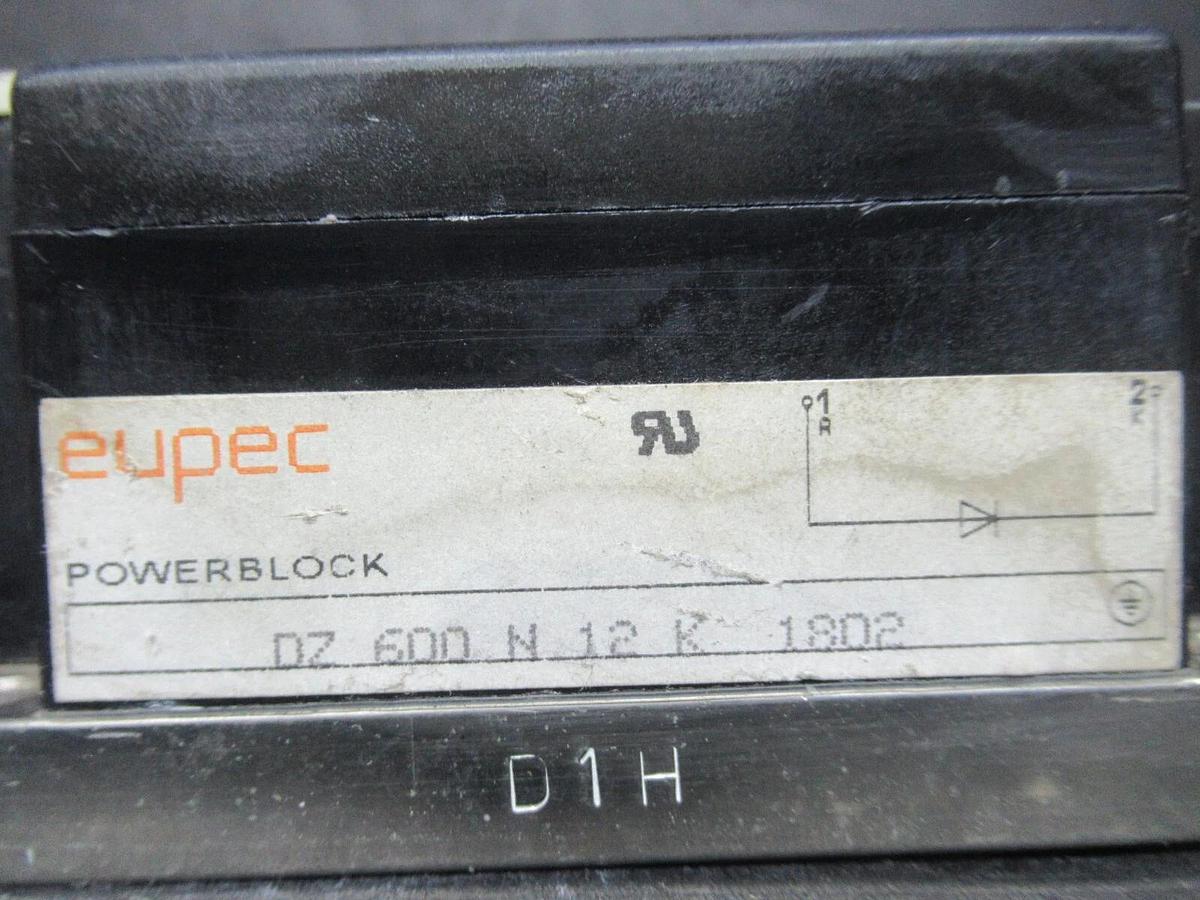 eupec
1 2
A K
POWERBLOCK
DZ 600 N 12 K 1802
D1H